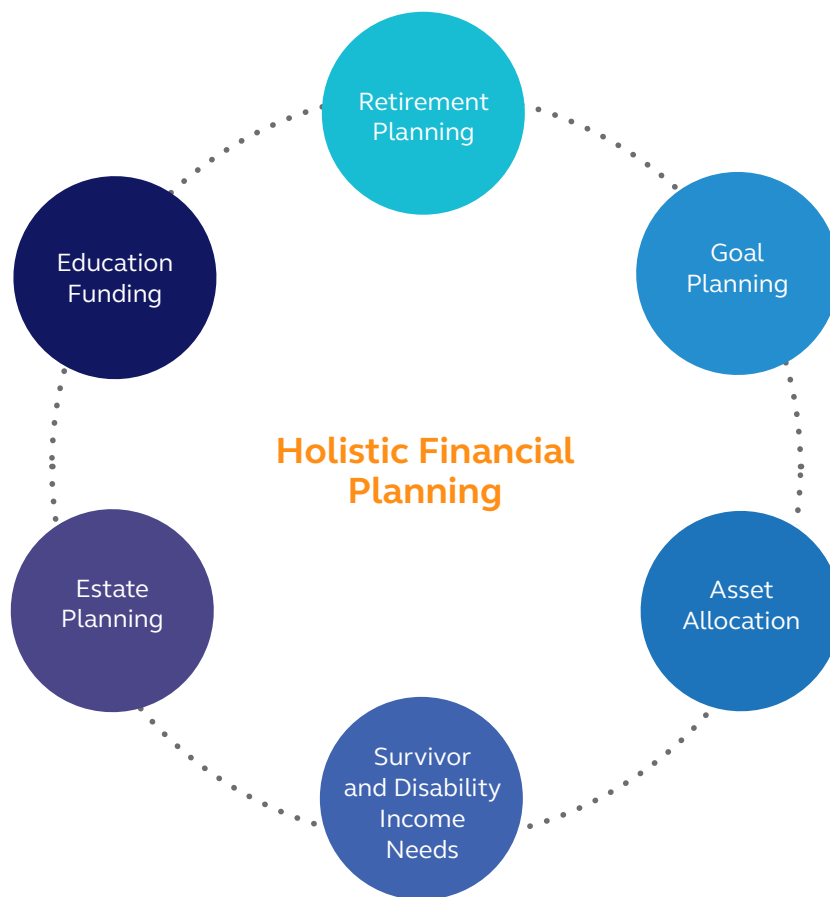 Retirement
Planning
Goal
Planning
Asset
Allocation
Survivor
and Disability
Income
Needs
Estate
Planning
Education
Funding
Holistic Financial
Planning